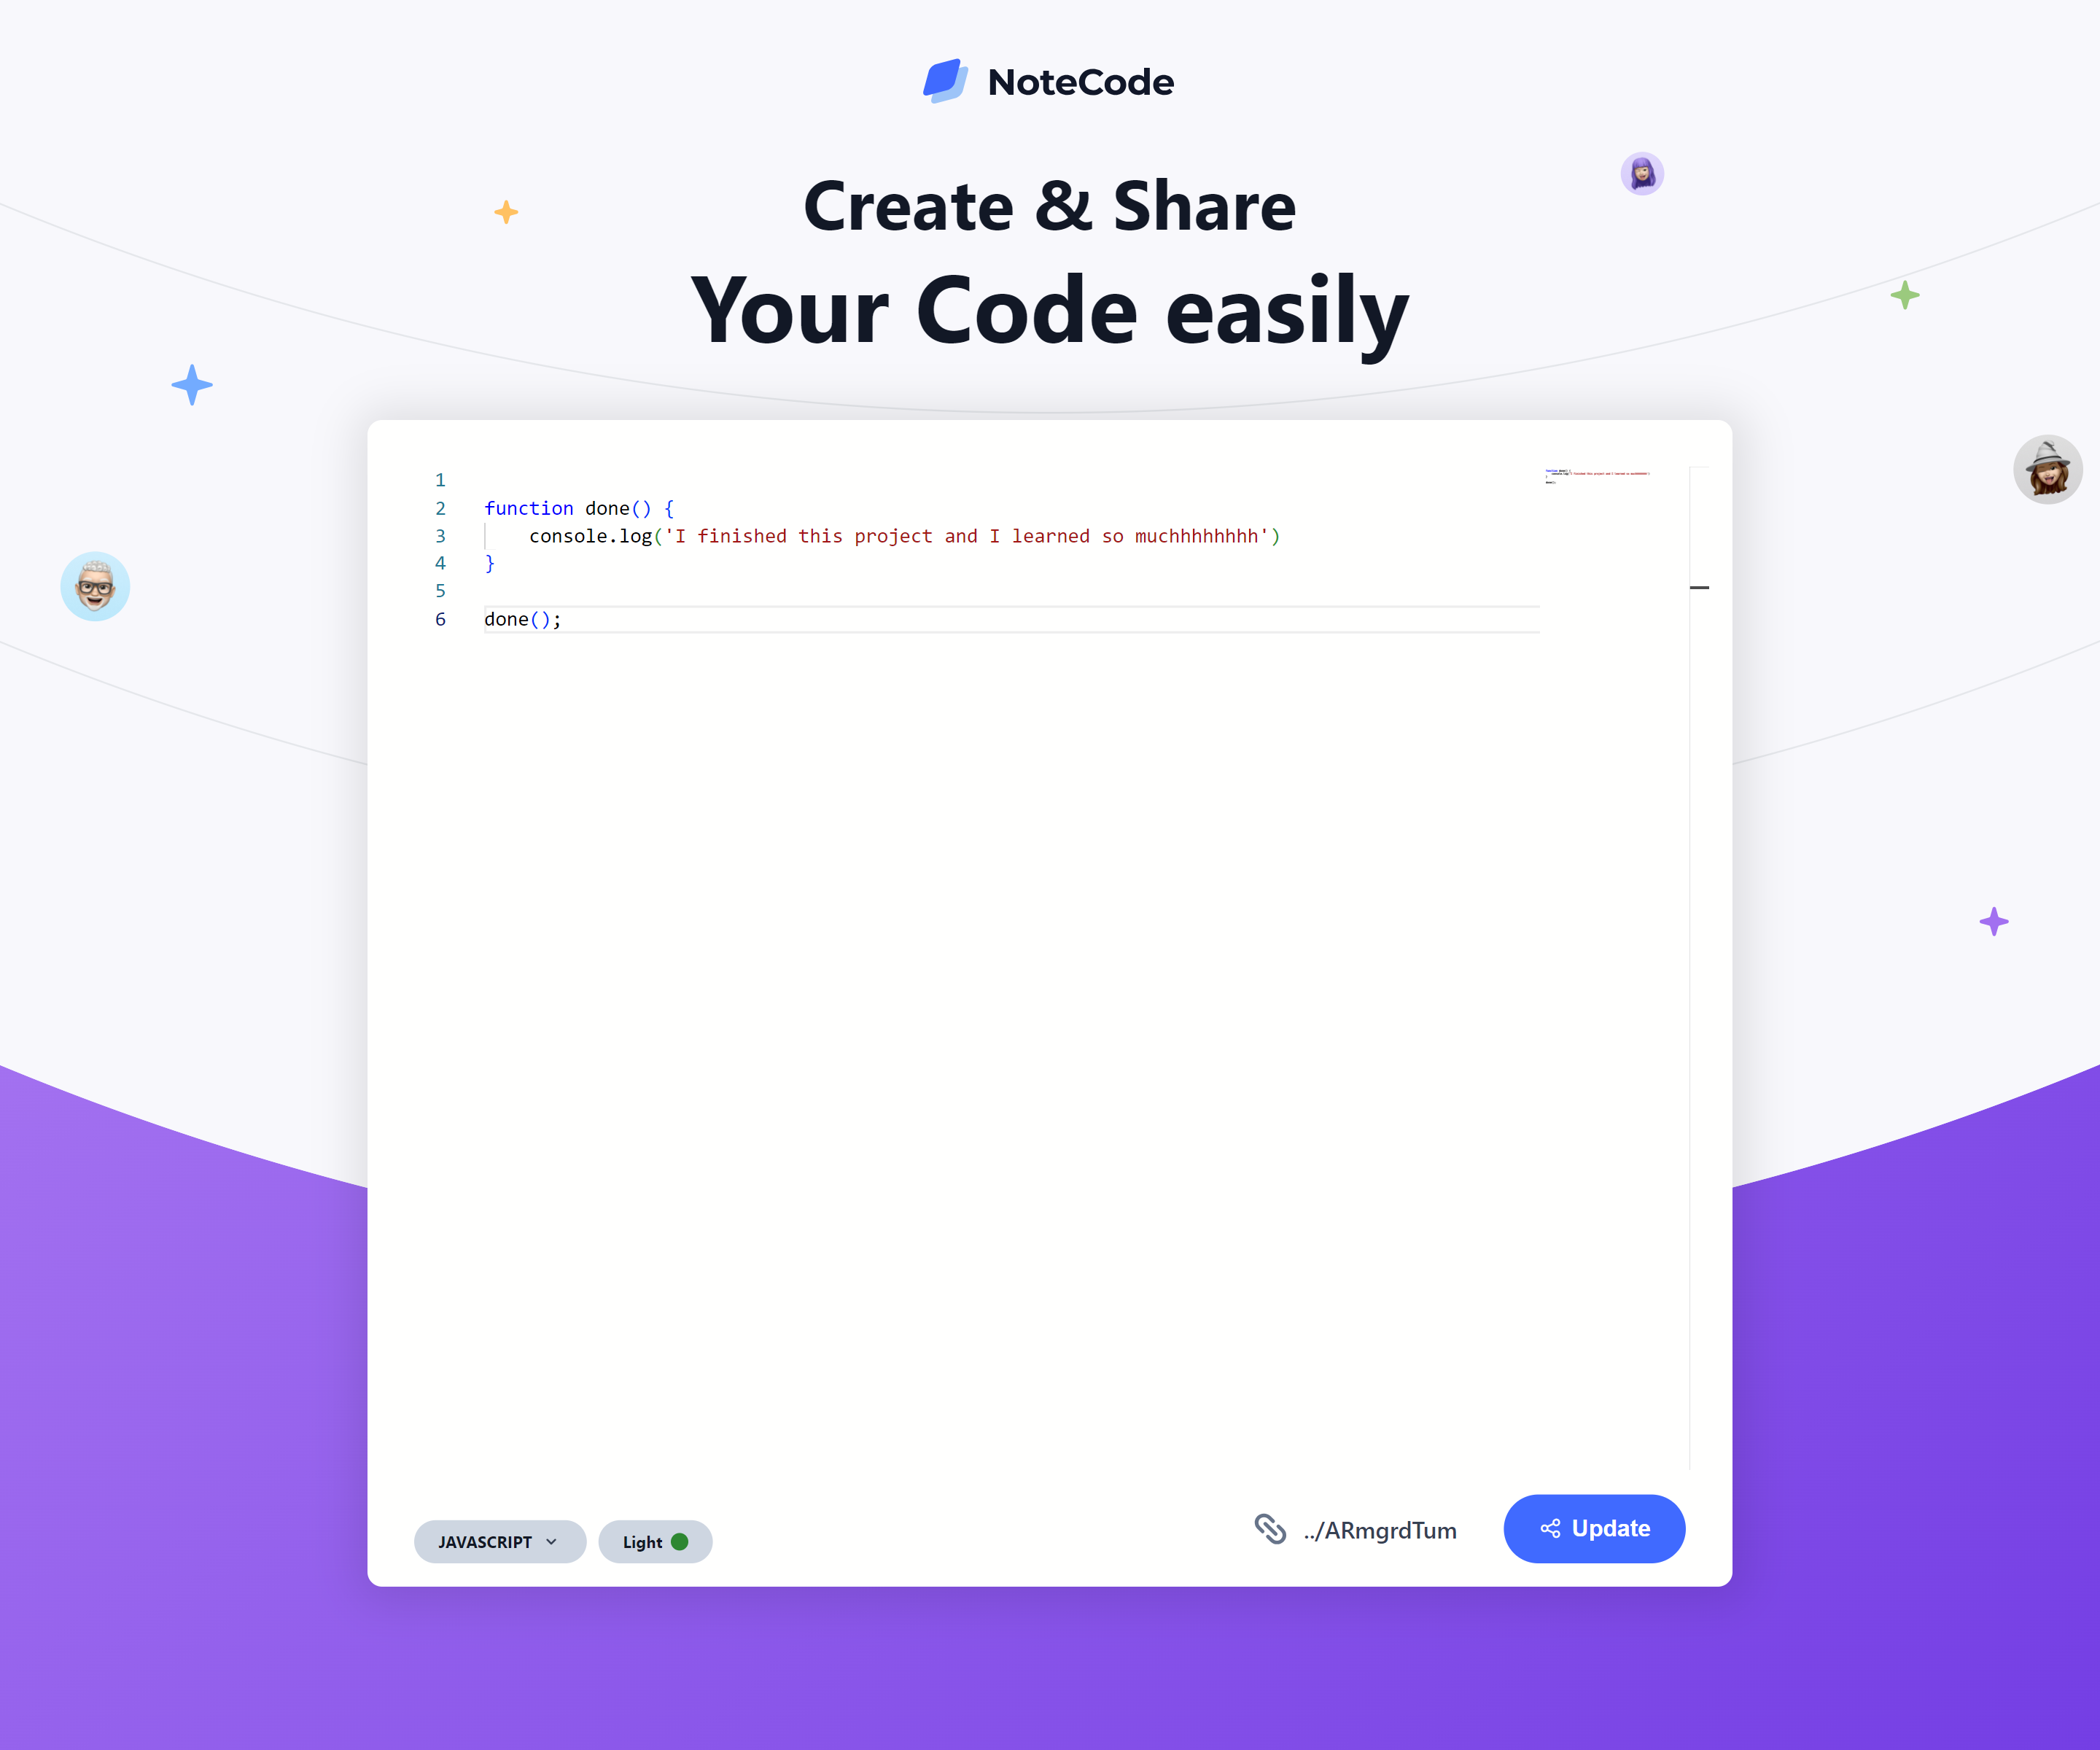 NoteCode
Create & Share
Your Code easily
1
2 function done() {
3     console.log('I finished this project and I learned so muchhhhhhhh')
4 }
5
6 done();
JAVASCRIPT
Light
../ARmgrdTum
Update